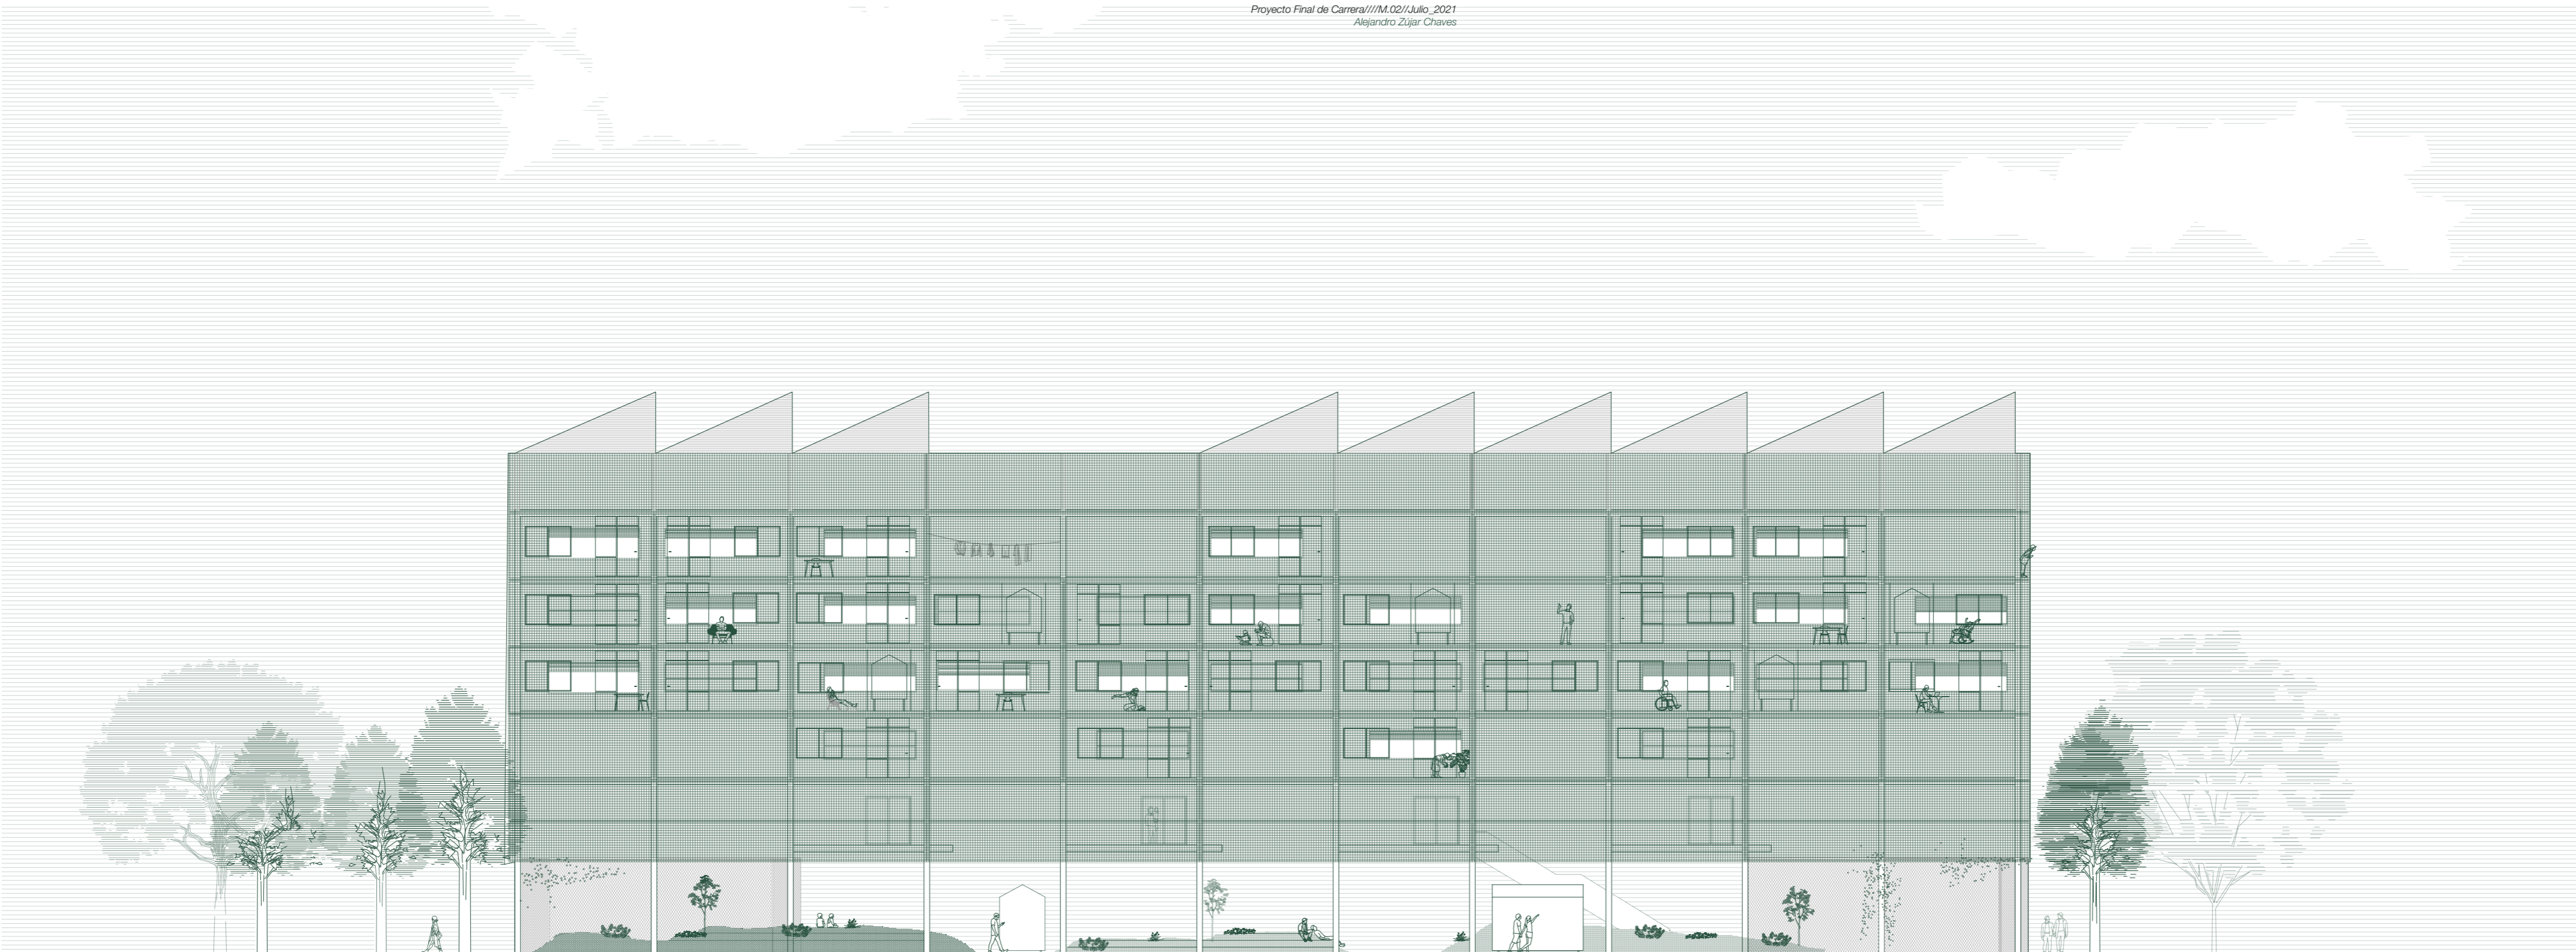 Proyecto Final de Carrera////M.02//Julio_2021
Alejandro Zújar Chaves